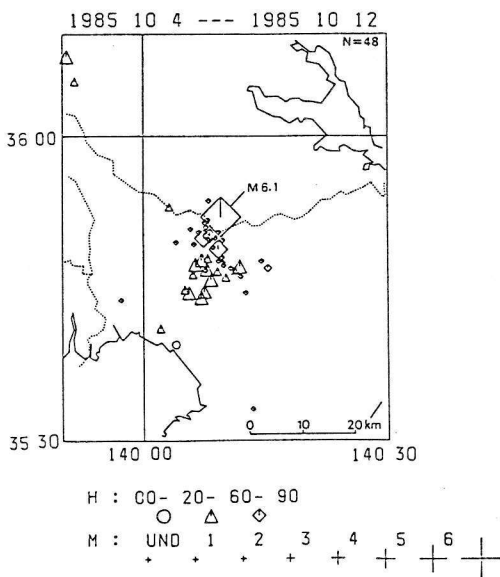 1985 10 4 --- 1985 10 12
N=48
36 00
M 6.1
35 30
0 10 20 km
140 00 140 30
H : 00- 20- 60- 90
M : UND 1 2 3 4 5 6